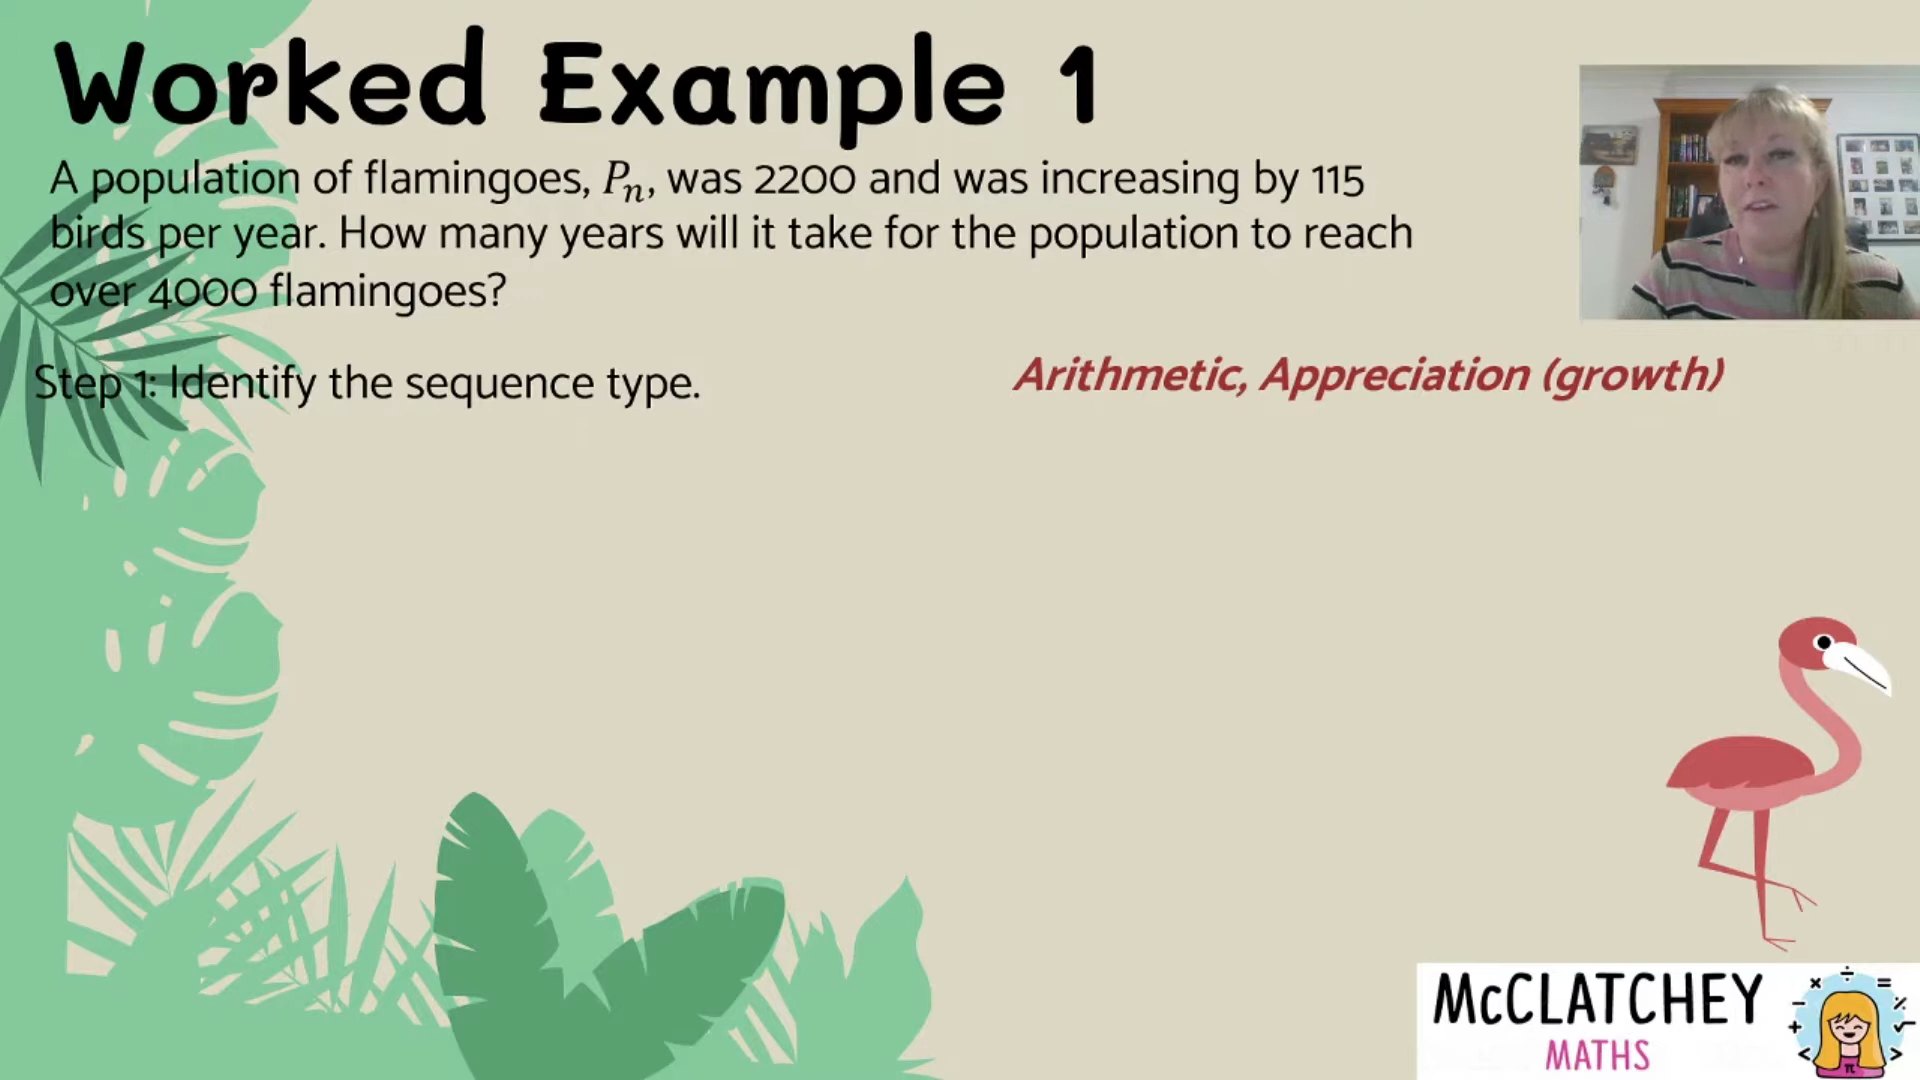 Worked Example 1
A population of flamingoes, Pₙ, was 2200 and was increasing by 115
birds per year. How many years will it take for the population to reach
over 4000 flamingoes?
Step 1: Identify the sequence type.
Arithmetic, Appreciation (growth)
McCLATCHEY
MATHS